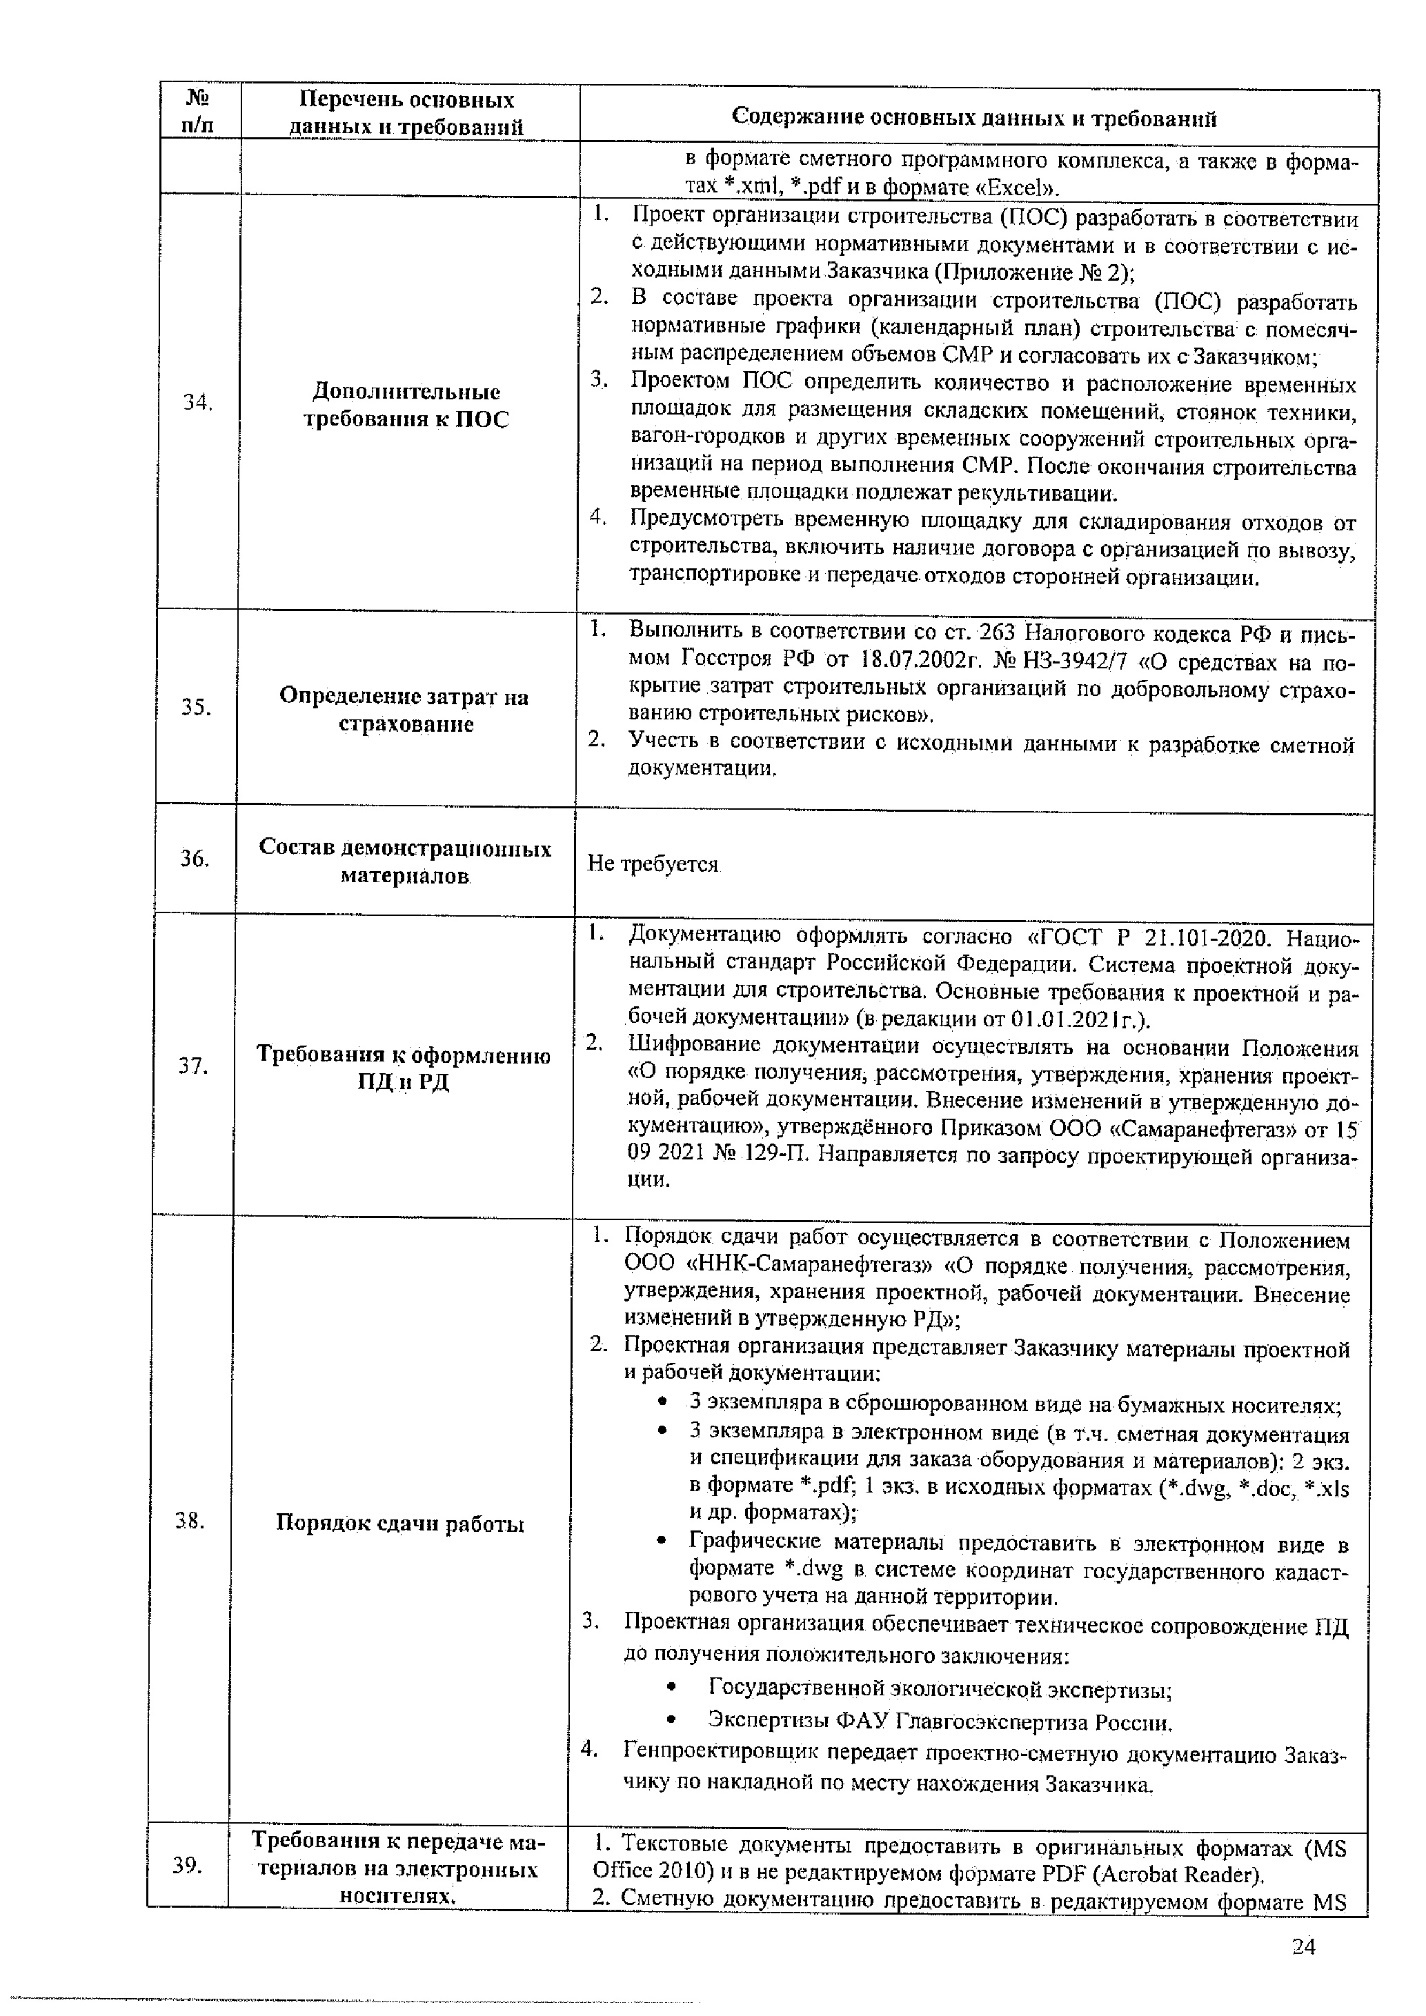 №
п/п
Перечень основных
данных и требований
Содержание основных данных и требований
в формате сметного программного комплекса, а также в форма-
тах *.xml, *.pdf и в формате «Excel».
34.
Дополнительные
требования к ПОС
1. Проект организации строительства (ПОС) разработать в соответствии
с действующими нормативными документами и в соответствии с ис-
ходными данными Заказчика (Приложение № 2);
2. В составе проекта организации строительства (ПОС) разработать
нормативные графики (календарный план) строительства с помесяч-
ным распределением объемов СМР и согласовать их с Заказчиком;
3. Проектом ПОС определить количество и расположение временных
площадок для размещения складских помещений, стоянок техники,
вагон-городков и других временных сооружений строительных орга-
низаций на период выполнения СМР. После окончания строительства
временные площадки подлежат рекультивации.
4. Предусмотреть временную площадку для складирования отходов от
строительства, включить наличие договора с организацией по вывозу,
транспортировке и передаче отходов сторонней организации.
35.
Определение затрат на
страхование
1. Выполнить в соответствии со ст. 263 Налогового кодекса РФ и пись-
мом Госстроя РФ от 18.07.2002г. № НЗ-3942/7 «О средствах на по-
крытие затрат строительных организаций по добровольному страхо-
ванию строительных рисков».
2. Учесть в соответствии с исходными данными к разработке сметной
документации.
36.
Состав демонстрационных
материалов
Не требуется
37.
Требования к оформлению
ПД и РД
1. Документацию оформлять согласно «ГОСТ Р 21.101-2020. Нацио-
нальный стандарт Российской Федерации. Система проектной доку-
ментации для строительства. Основные требования к проектной и ра-
бочей документации» (в редакции от 01.01.2021г.).
2. Шифрование документации осуществлять на основании Положения
«О порядке получения, рассмотрения, утверждения, хранения проект-
ной, рабочей документации. Внесение изменений в утвержденную до-
кументацию», утверждённого Приказом ООО «Самаранефтегаз» от 15
09 2021 № 129-П. Направляется по запросу проектирующей организа-
ции.
38.
Порядок сдачи работы
1. Порядок сдачи работ осуществляется в соответствии с Положением
ООО «ННК-Самаранефтегаз» «О порядке получения, рассмотрения,
утверждения, хранения проектной, рабочей документации. Внесение
изменений в утвержденную РД»;
2. Проектная организация представляет Заказчику материалы проектной
и рабочей документации:
• 3 экземпляра в сброшюрованном виде на бумажных носителях;
• 3 экземпляра в электронном виде (в т.ч. сметная документация
и спецификации для заказа оборудования и материалов): 2 экз.
в формате *.pdf; 1 экз. в исходных форматах (*.dwg, *.doc, *.xls
и др. форматах);
• Графические материалы предоставить в электронном виде в
формате *.dwg в системе координат государственного кадаст-
рового учета на данной территории.
3. Проектная организация обеспечивает техническое сопровождение ПД
до получения положительного заключения:
• Государственной экологической экспертизы;
• Экспертизы ФАУ Главгосэкспертиза России.
4. Генпроектировщик передает проектно-сметную документацию Заказ-
чику по накладной по месту нахождения Заказчика.
39.
Требования к передаче ма-
териалов на электронных
носителях.
1. Текстовые документы предоставить в оригинальных форматах (MS
Office 2010) и в не редактируемом формате PDF (Acrobat Reader).
2. Сметную документацию предоставить в редактируемом формате MS
24